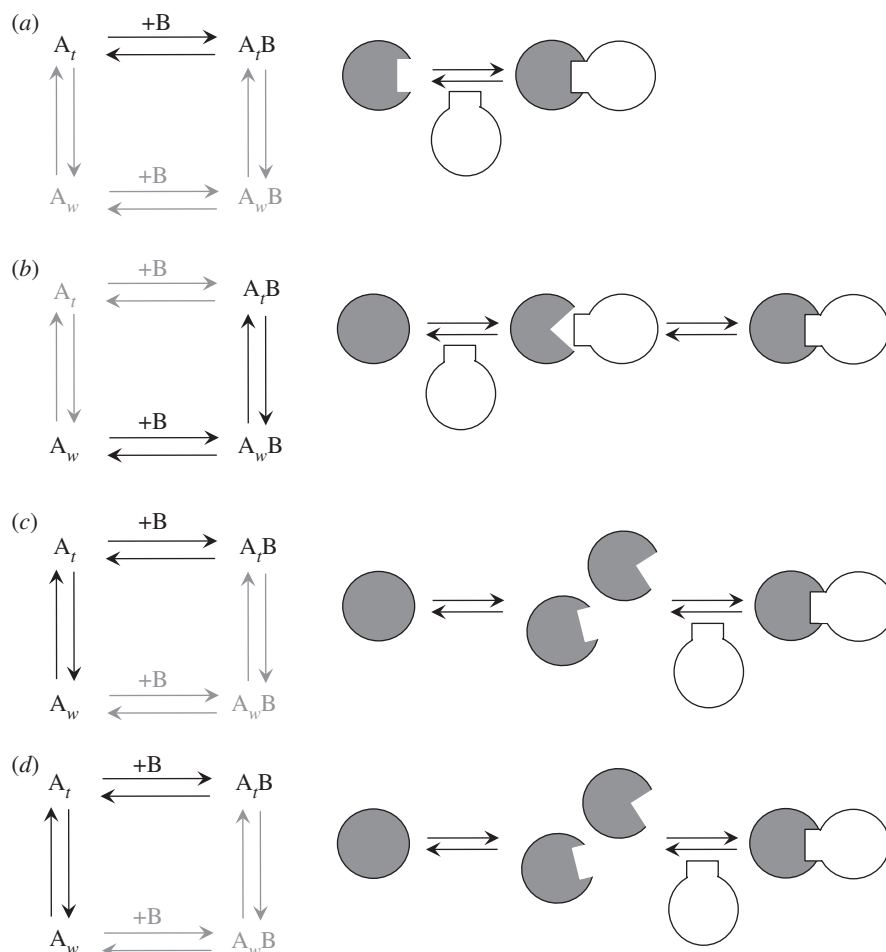 (a)
+B
A_t A_tB
+B
A_w A_wB
(b)
+B
A_t A_tB
+B
A_w A_wB
(c)
+B
A_t A_tB
+B
A_w A_wB
(d)
+B
A_t A_tB
+B
A_w A_wB